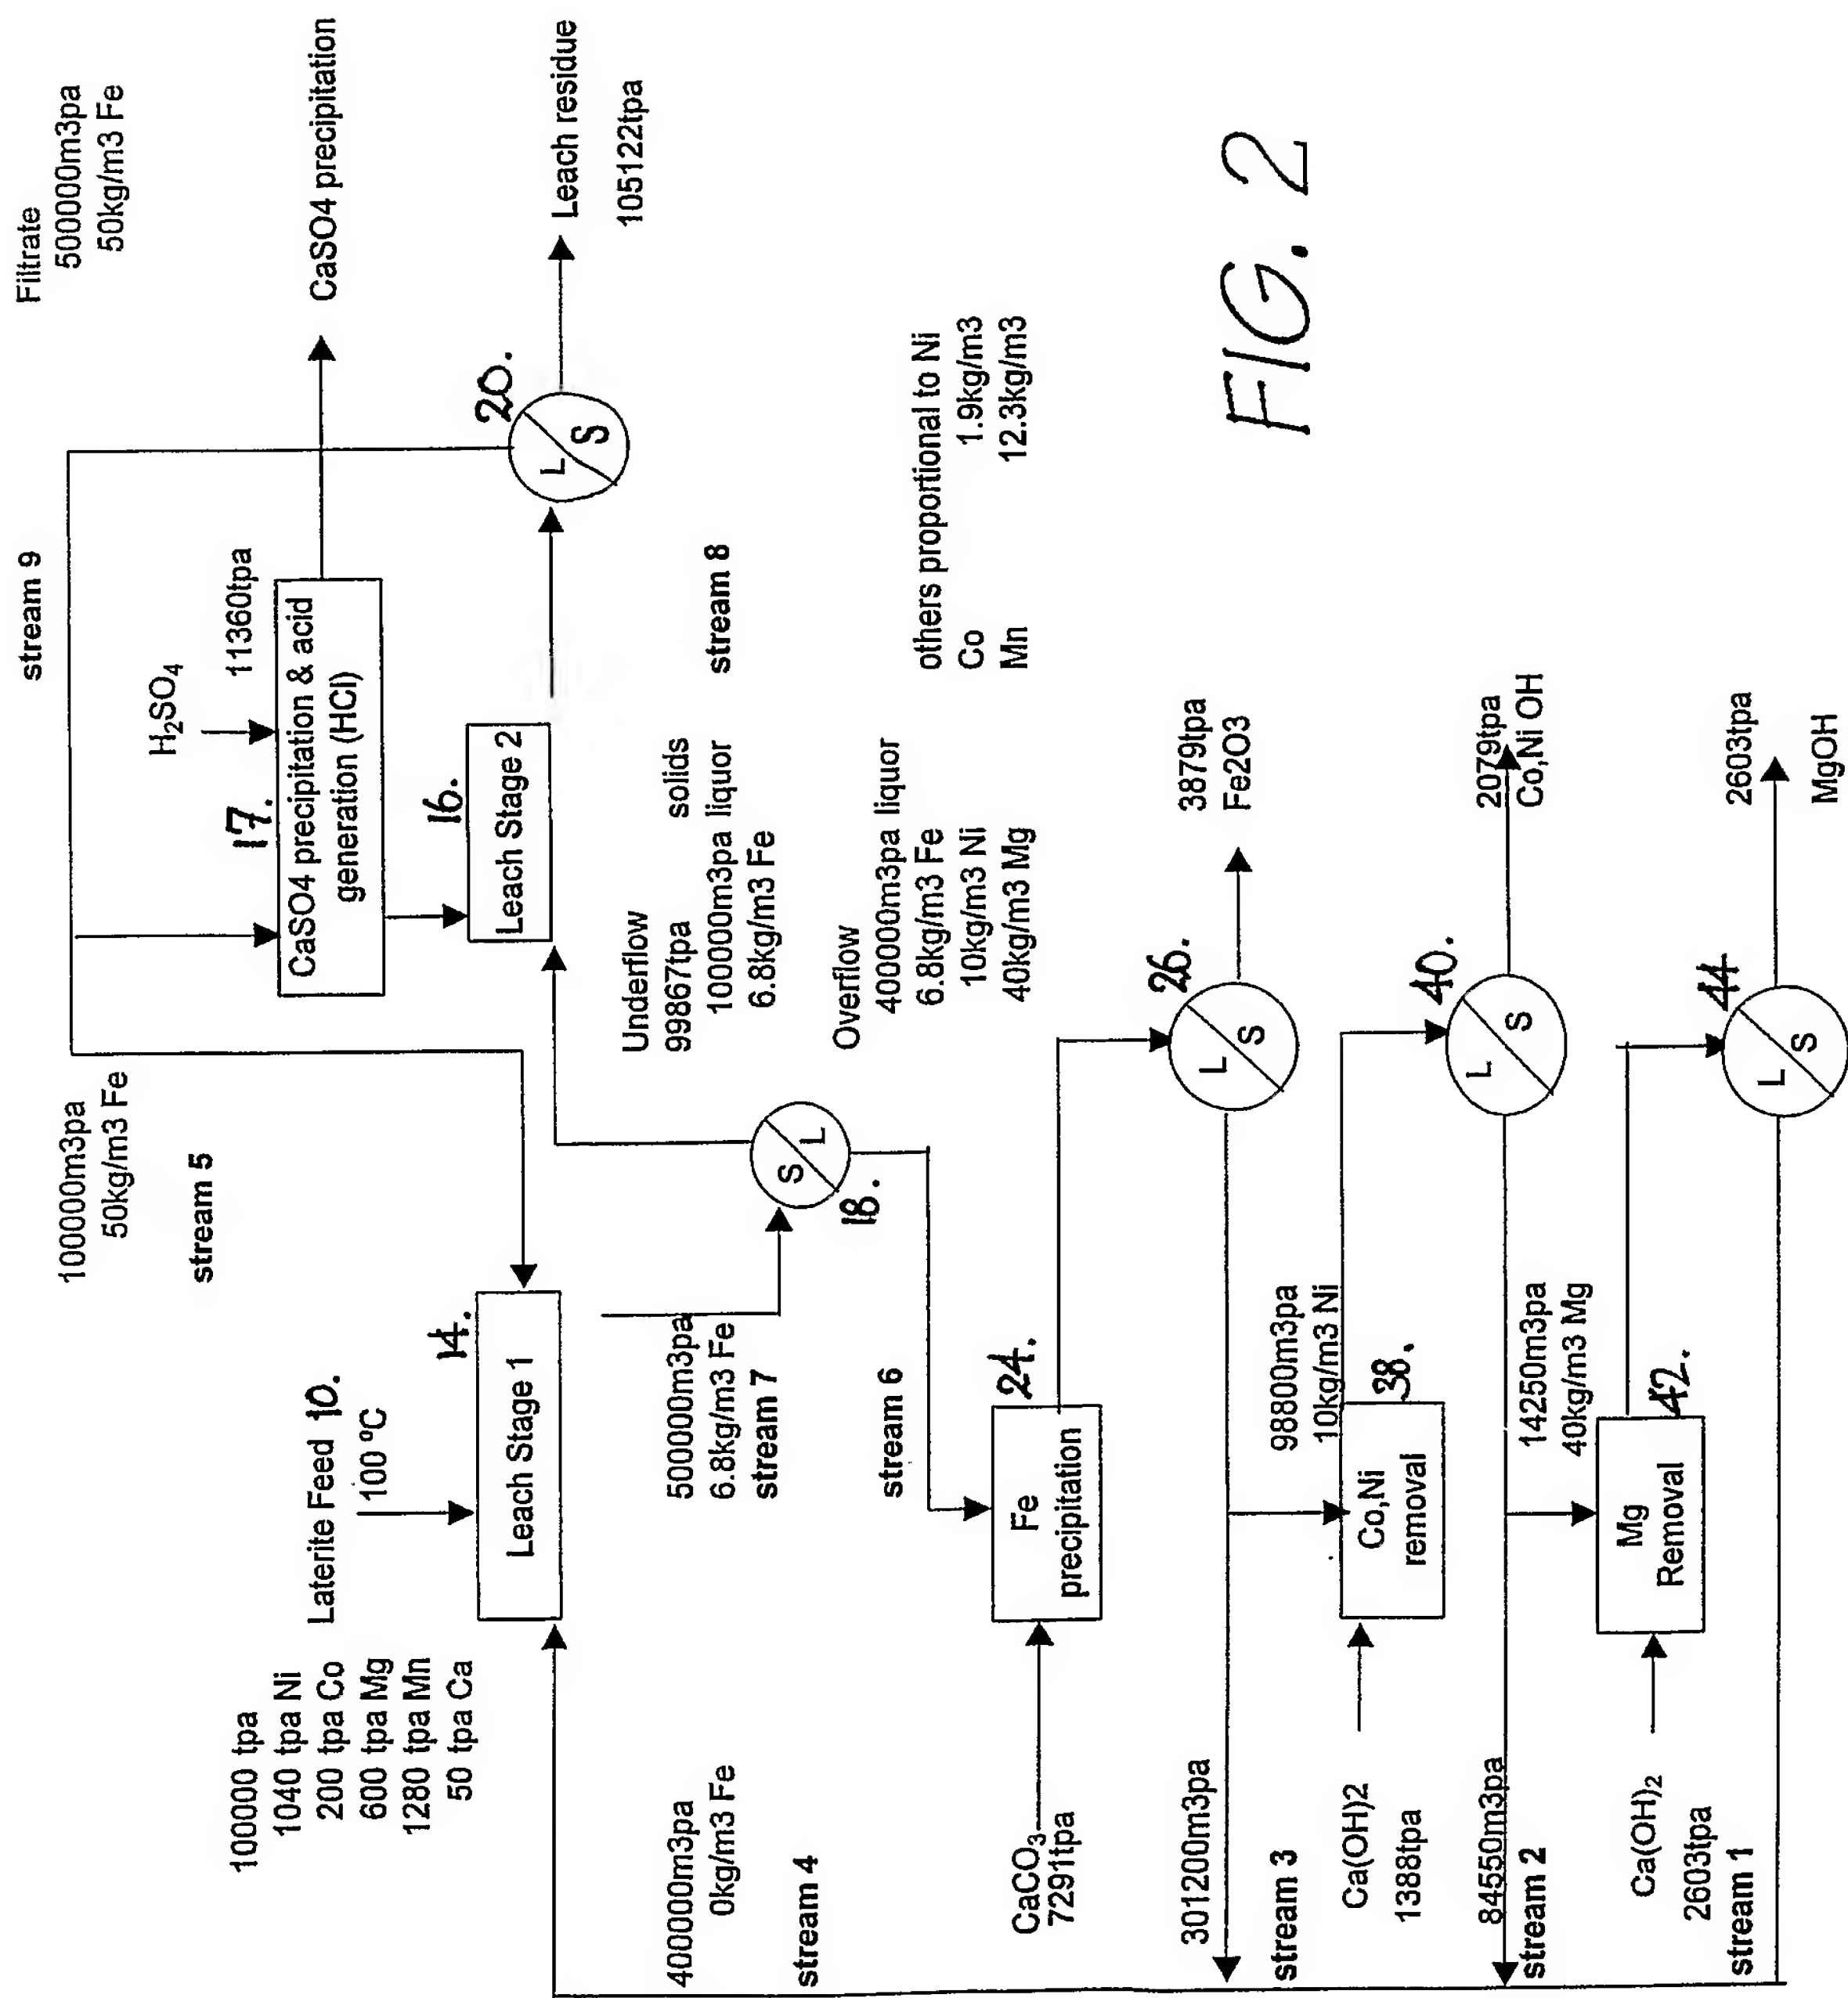 Filtrate
500000m3pa
50kg/m3 Fe
stream 9
H₂SO₄
11360tpa
17.
CaSO4 precipitation & acid
generation (HCl)
CaSO4 precipitation
16.
Leach Stage 2
20.
L
S
Leach residue
105122tpa
stream 8
100000m3pa
50kg/m3 Fe
stream 5
Laterite Feed 10.
100 ºC
100000 tpa
1040 tpa Ni
200 tpa Co
600 tpa Mg
1280 tpa Mn
50 tpa Ca
14.
Leach Stage 1
400000m3pa
0kg/m3 Fe
stream 4
500000m3pa
6.8kg/m3 Fe
stream 7
S
L
18.
Underflow
99867tpa solids
100000m3pa liquor
6.8kg/m3 Fe
Overflow
400000m3pa liquor
6.8kg/m3 Fe
10kg/m3 Ni
40kg/m3 Mg
others proportional to Ni
Co 1.9kg/m3
Mn 12.3kg/m3
stream 6
24.
Fe
precipitation
CaCO₃
7291tpa
26.
L
S
3879tpa
Fe2O3
301200m3pa
stream 3
98800m3pa
10kg/m3 Ni
38.
Co,Ni
removal
Ca(OH)2
1388tpa
40.
L
S
2079tpa
Co,Ni OH
84550m3pa
stream 2
14250m3pa
40kg/m3 Mg
42.
Mg
Removal
Ca(OH)₂
2603tpa
stream 1
44
L
S
2603tpa
MgOH
FIG. 2